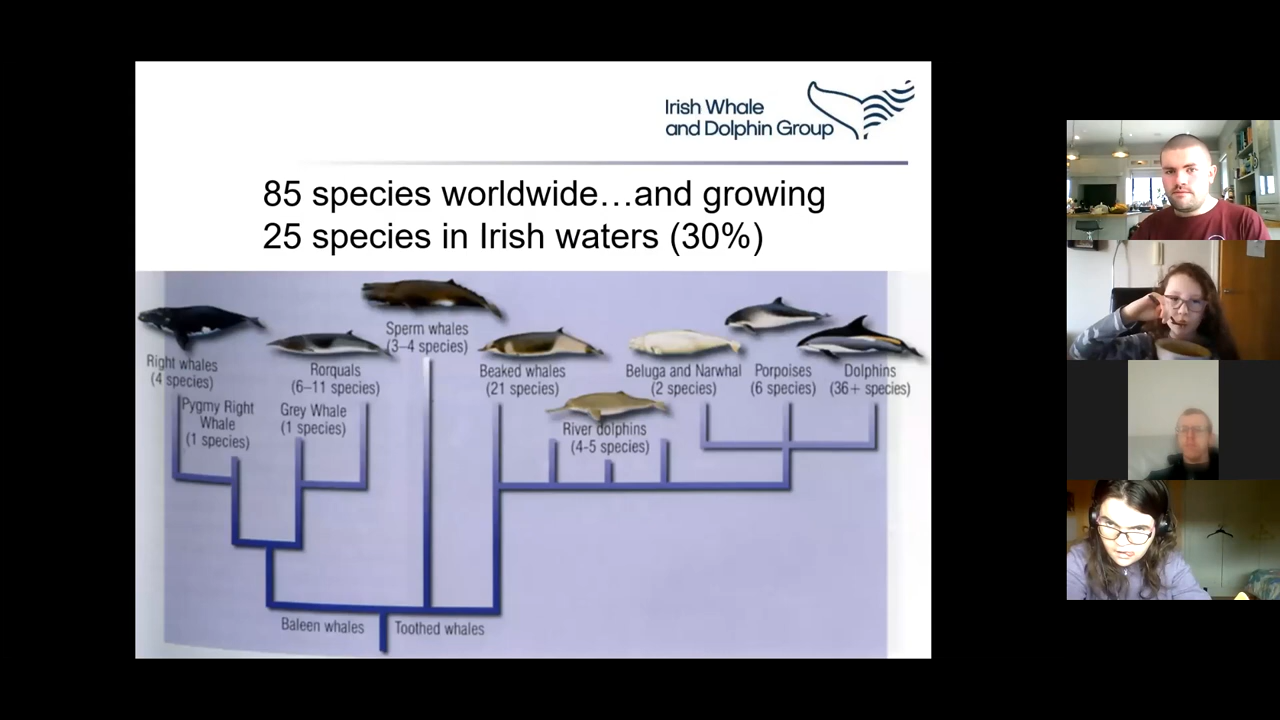 Irish Whale
and Dolphin Group
85 species worldwide…and growing
25 species in Irish waters (30%)
Right whales
(4 species)
Pygmy Right
Whale
(1 species)
Rorquals
(6–11 species)
Grey Whale
(1 species)
Sperm whales
(3–4 species)
Beaked whales
(21 species)
River dolphins
(4-5 species)
Beluga and Narwhal
(2 species)
Porpoises
(6 species)
Dolphins
(36+ species)
Baleen whales
Toothed whales